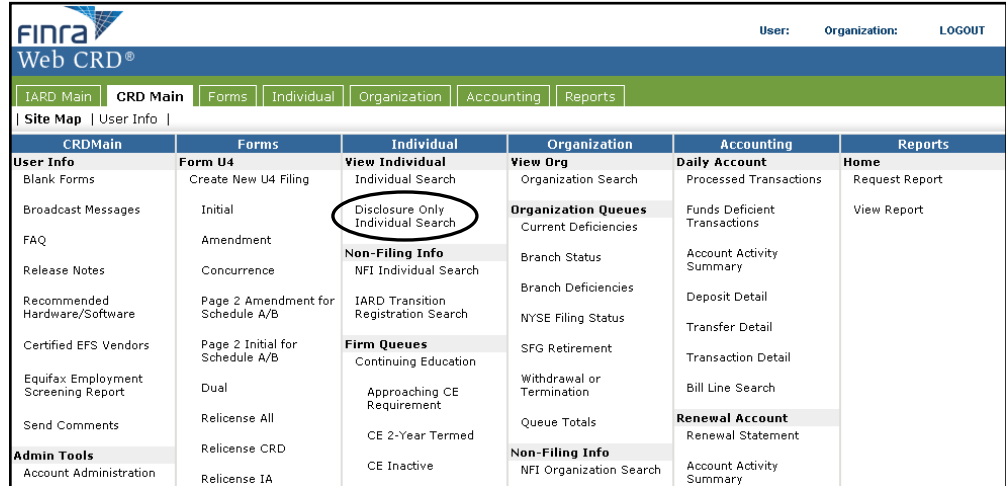 FINRA
User: Organization: LOGOUT
Web CRD®
IARD Main CRD Main Forms Individual Organization Accounting Reports
| Site Map | User Info |
CRDMain
User Info
Blank Forms
Broadcast Messages
FAQ
Release Notes
Recommended
Hardware/Software
Certified EFS Vendors
Equifax Employment
Screening Report
Send Comments
Admin Tools
Account Administration
Forms
Form U4
Create New U4 Filing
Initial
Amendment
Concurrence
Page 2 Amendment for
Schedule A/B
Page 2 Initial for
Schedule A/B
Dual
Relicense All
Relicense CRD
Relicense IA
Individual
View Individual
Individual Search
Disclosure Only
Individual Search
Non-Filing Info
NFI Individual Search
IARD Transition
Registration Search
Firm Queues
Continuing Education
Approaching CE
Requirement
CE 2-Year Termed
CE Inactive
Organization
View Org
Organization Search
Organization Queues
Current Deficiencies
Branch Status
Branch Deficiencies
NYSE Filing Status
SFG Retirement
Withdrawal or
Termination
Queue Totals
Non-Filing Info
NFI Organization Search
Accounting
Daily Account
Processed Transactions
Funds Deficient
Transactions
Account Activity
Summary
Deposit Detail
Transfer Detail
Transaction Detail
Bill Line Search
Renewal Account
Renewal Statement
Account Activity
Summary
Reports
Home
Request Report
View Report